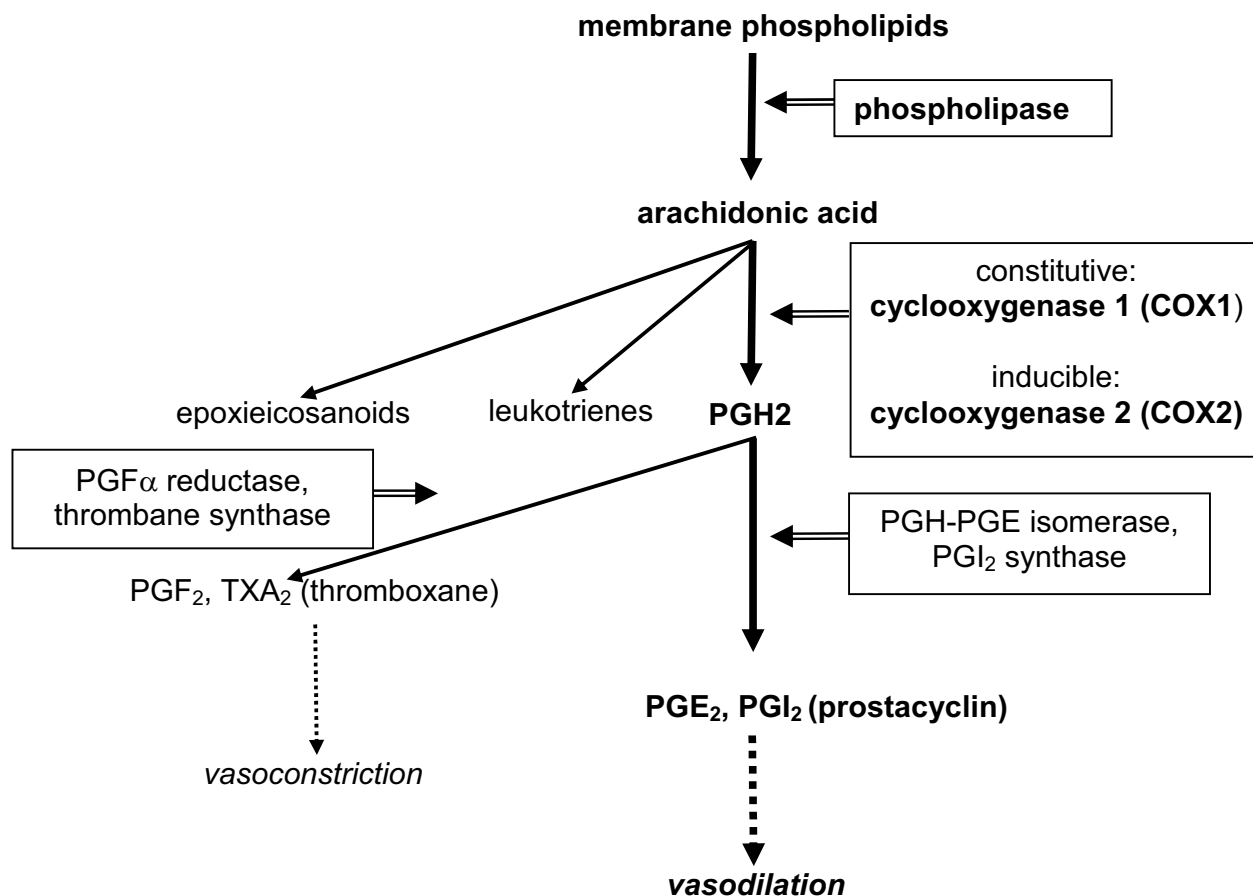 membrane phospholipids
phospholipase
arachidonic acid
constitutive:
cyclooxygenase 1 (COX1)
inducible:
cyclooxygenase 2 (COX2)
epoxieicosanoids
leukotrienes
PGH2
PGFα reductase,
thrombane synthase
PGH-PGE isomerase,
PGI₂ synthase
PGF₂, TXA₂ (thromboxane)
PGE₂, PGI₂ (prostacyclin)
vasoconstriction
vasodilation